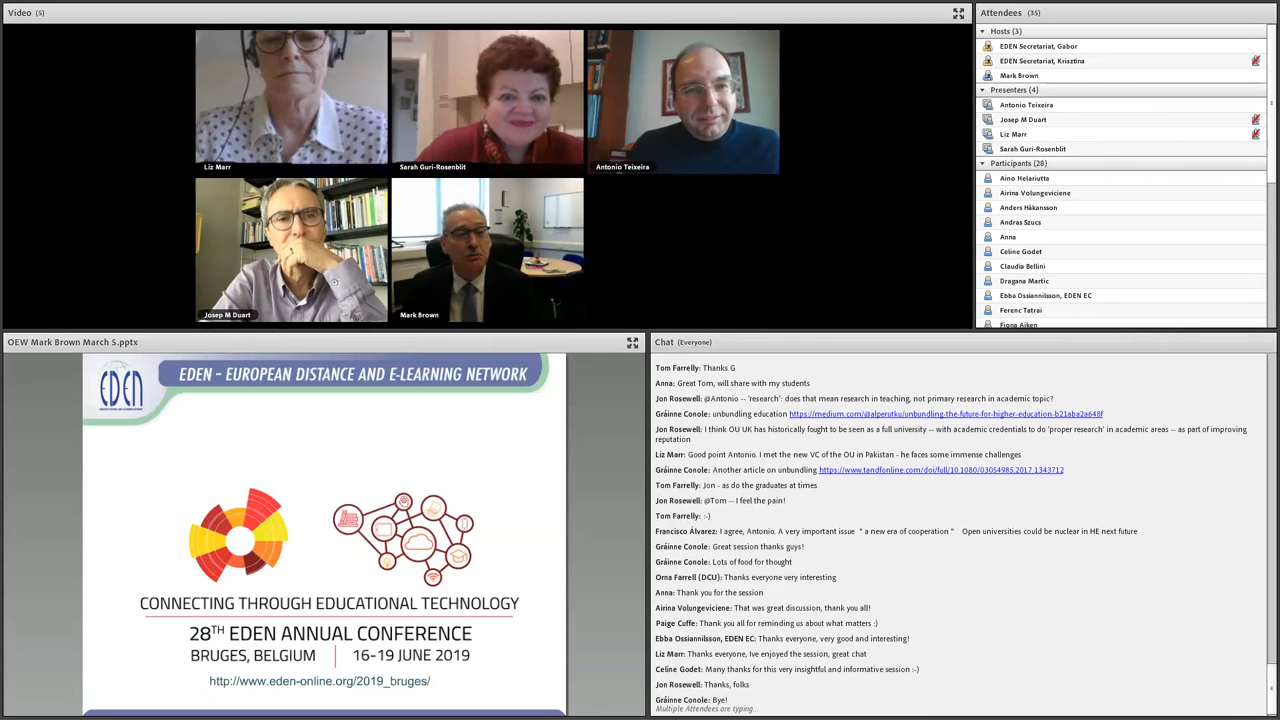 Video (5)
Liz Marr
Sarah Guri-Rosenblit
Antonio Teixeira
Josep M Duart
Mark Brown
Attendees (35)
Hosts (3)
EDEN Secretariat, Gabor
EDEN Secretariat, Krisztina
Mark Brown
Presenters (4)
Antonio Teixeira
Josep M Duart
Liz Marr
Sarah Guri-Rosenblit
Participants (28)
Aino Helariutta
Airina Volungeviciene
Anders Håkansson
Andras Szucs
Anna
Celine Godet
Claudia Bellini
Dragana Martic
Ebba Ossiannilsson, EDEN EC
Ferenc Tatrai
Fiona Aiken
OEW Mark Brown March 5.pptx
EDEN
EDEN - EUROPEAN DISTANCE AND E-LEARNING NETWORK
CONNECTING THROUGH EDUCATIONAL TECHNOLOGY
28TH EDEN ANNUAL CONFERENCE
BRUGES, BELGIUM | 16-19 JUNE 2019
http://www.eden-online.org/2019_bruges/
Chat (Everyone)
Tom Farrelly: Thanks G
Anna: Great Tom, will share with my students
Jon Rosewell: @Antonio -- 'research': does that mean research in teaching, not primary research in academic topic?
Gráinne Conole: unbundling education https://medium.com/@alperutku/unbundling-the-future-for-higher-education-b21aba2a648f
Jon Rosewell: I think OU UK has historically fought to be seen as a full university -- with academic credentials to do 'proper research' in academic areas -- as part of improving
reputation
Liz Marr: Good point Antonio. I met the new VC of the OU in Pakistan - he faces some immense challenges
Gráinne Conole: Another article on unbundling https://www.tandfonline.com/doi/full/10.1080/03054985.2017.1343712
Tom Farrelly: Jon - as do the graduates at times
Jon Rosewell: @Tom -- I feel the pain!
Tom Farrelly: :-)
Francisco Álvarez: I agree, Antonio. A very important issue " a new era of cooperation " Open universities could be nuclear in HE next future
Gráinne Conole: Great session thanks guys!
Gráinne Conole: Lots of food for thought
Orna Farrell (DCU): Thanks everyone very interesting
Anna: Thank you for the session
Airina Volungeviciene: That was great discussion, thank you all!
Paige Cuffe: Thank you all for reminding us about what matters :)
Ebba Ossiannilsson, EDEN EC: Thanks everyone, very good and interesting!
Liz Marr: Thanks everyone, Ive enjoyed the session, great chat
Celine Godet: Many thanks for this very insightful and informative session :-)
Jon Rosewell: Thanks, folks
Gráinne Conole: Bye!
Multiple Attendees are typing...